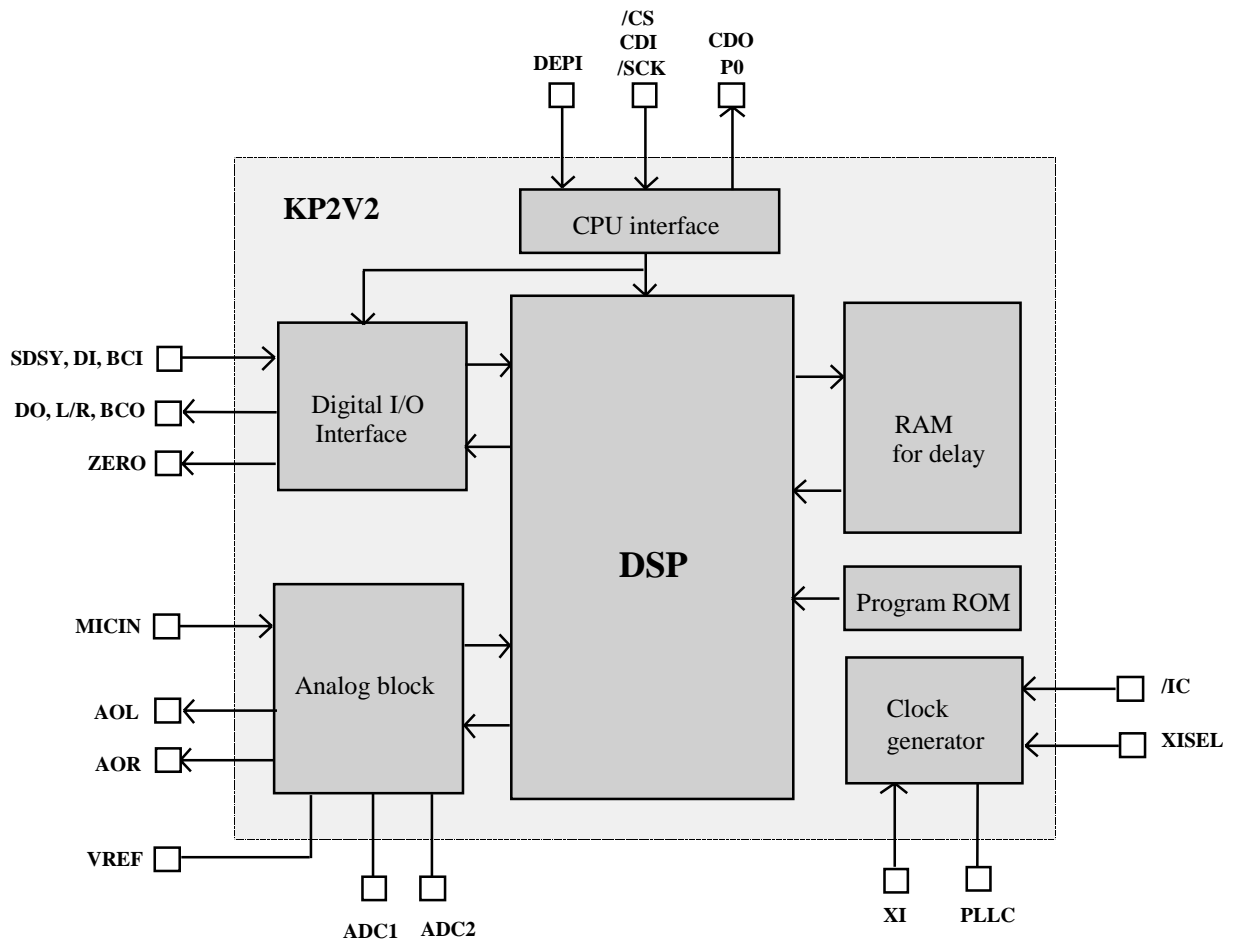 /CS
CDI
/SCK
DEPI
CDO
P0
KP2V2
CPU interface
SDSY, DI, BCI
DO, L/R, BCO
ZERO
Digital I/O
Interface
RAM
for delay
DSP
Program ROM
MICIN
AOL
AOR
Analog block
Clock
generator
/IC
XISEL
VREF
ADC1
ADC2
XI
PLLC